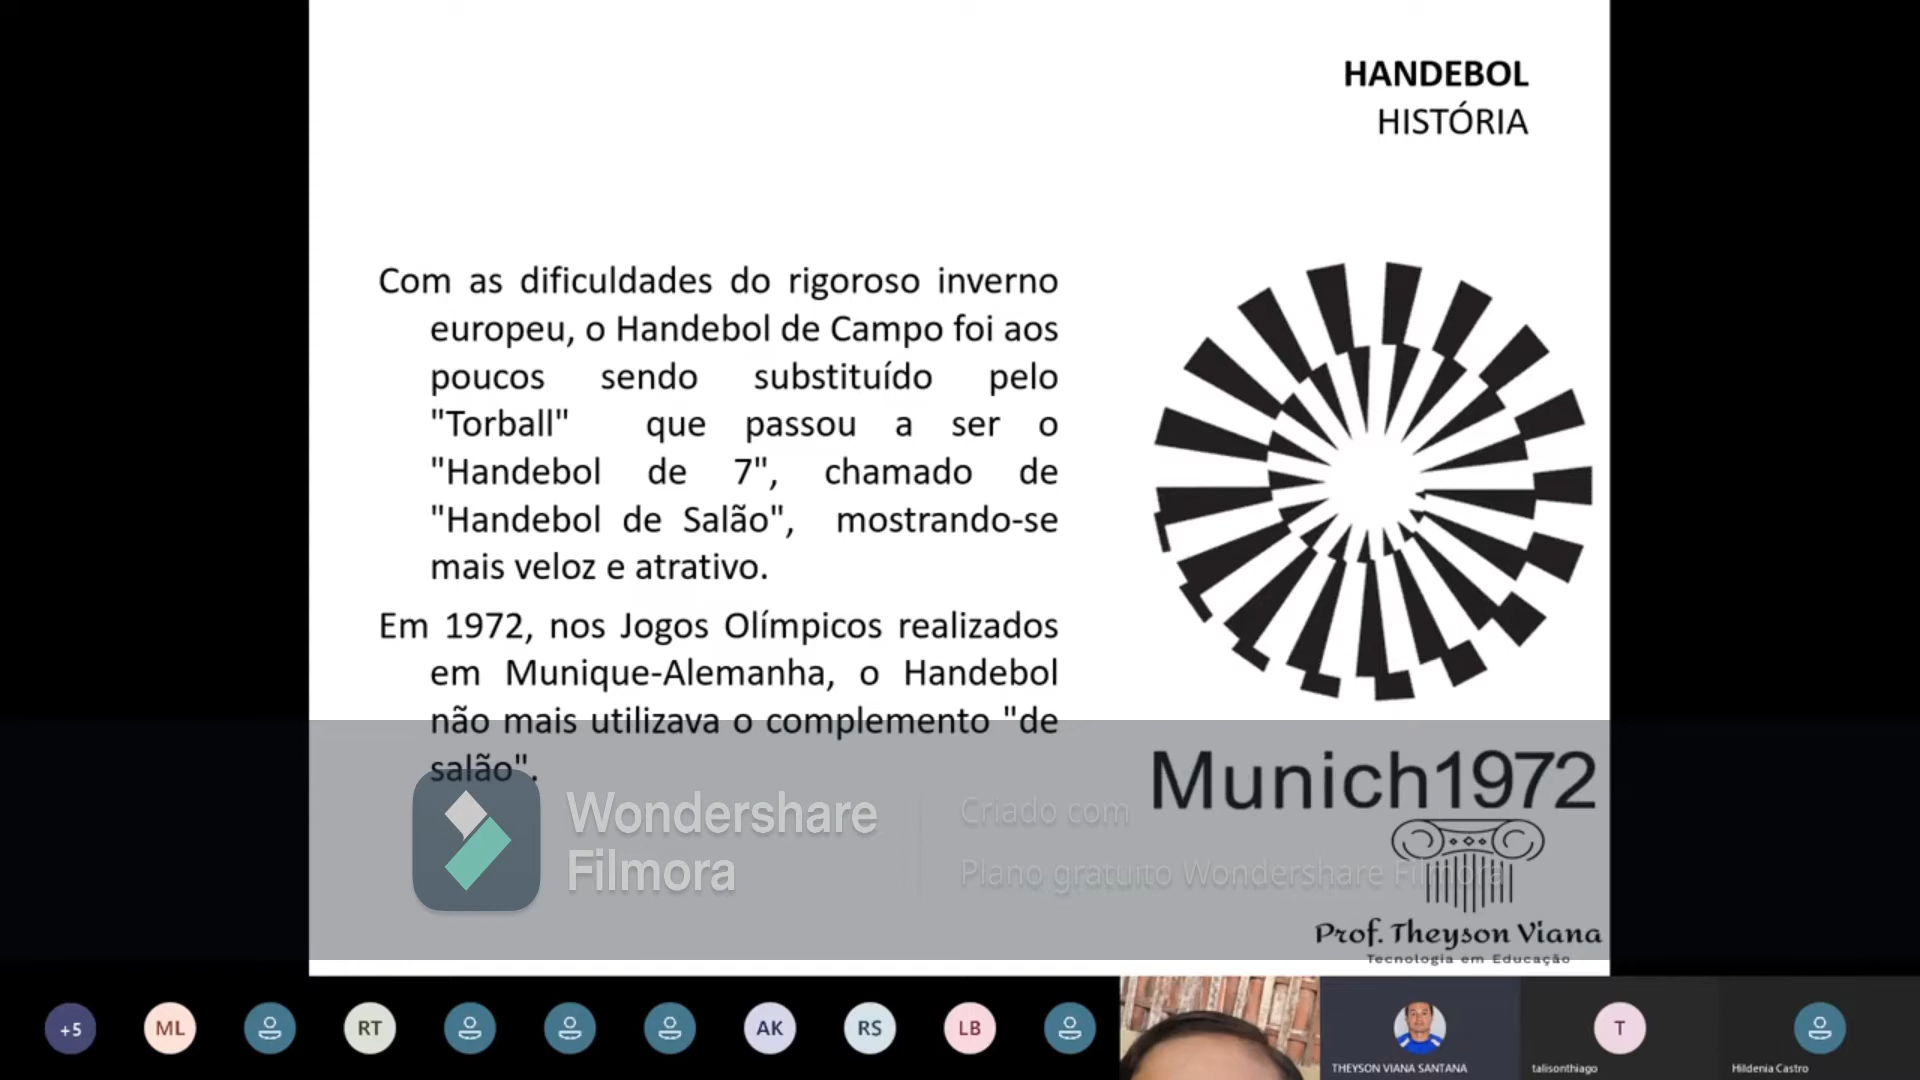 HANDEBOL
HISTÓRIA
Com as dificuldades do rigoroso inverno
europeu, o Handebol de Campo foi aos
poucos sendo substituído pelo
"Torball" que passou a ser o
"Handebol de 7", chamado de
"Handebol de Salão", mostrando-se
mais veloz e atrativo.
Em 1972, nos Jogos Olímpicos realizados
em Munique-Alemanha, o Handebol
não mais utilizava o complemento "de
salão".
Munich1972
Wondershare
Filmora
Criado com
Plano gratuito Wondershare Filmora
Prof. Theyson Viana
Tecnologia em Educação
+5 ML RT AK RS LB T
THEYSON VIANA SANTANA talisonthiago Hildenia Castro